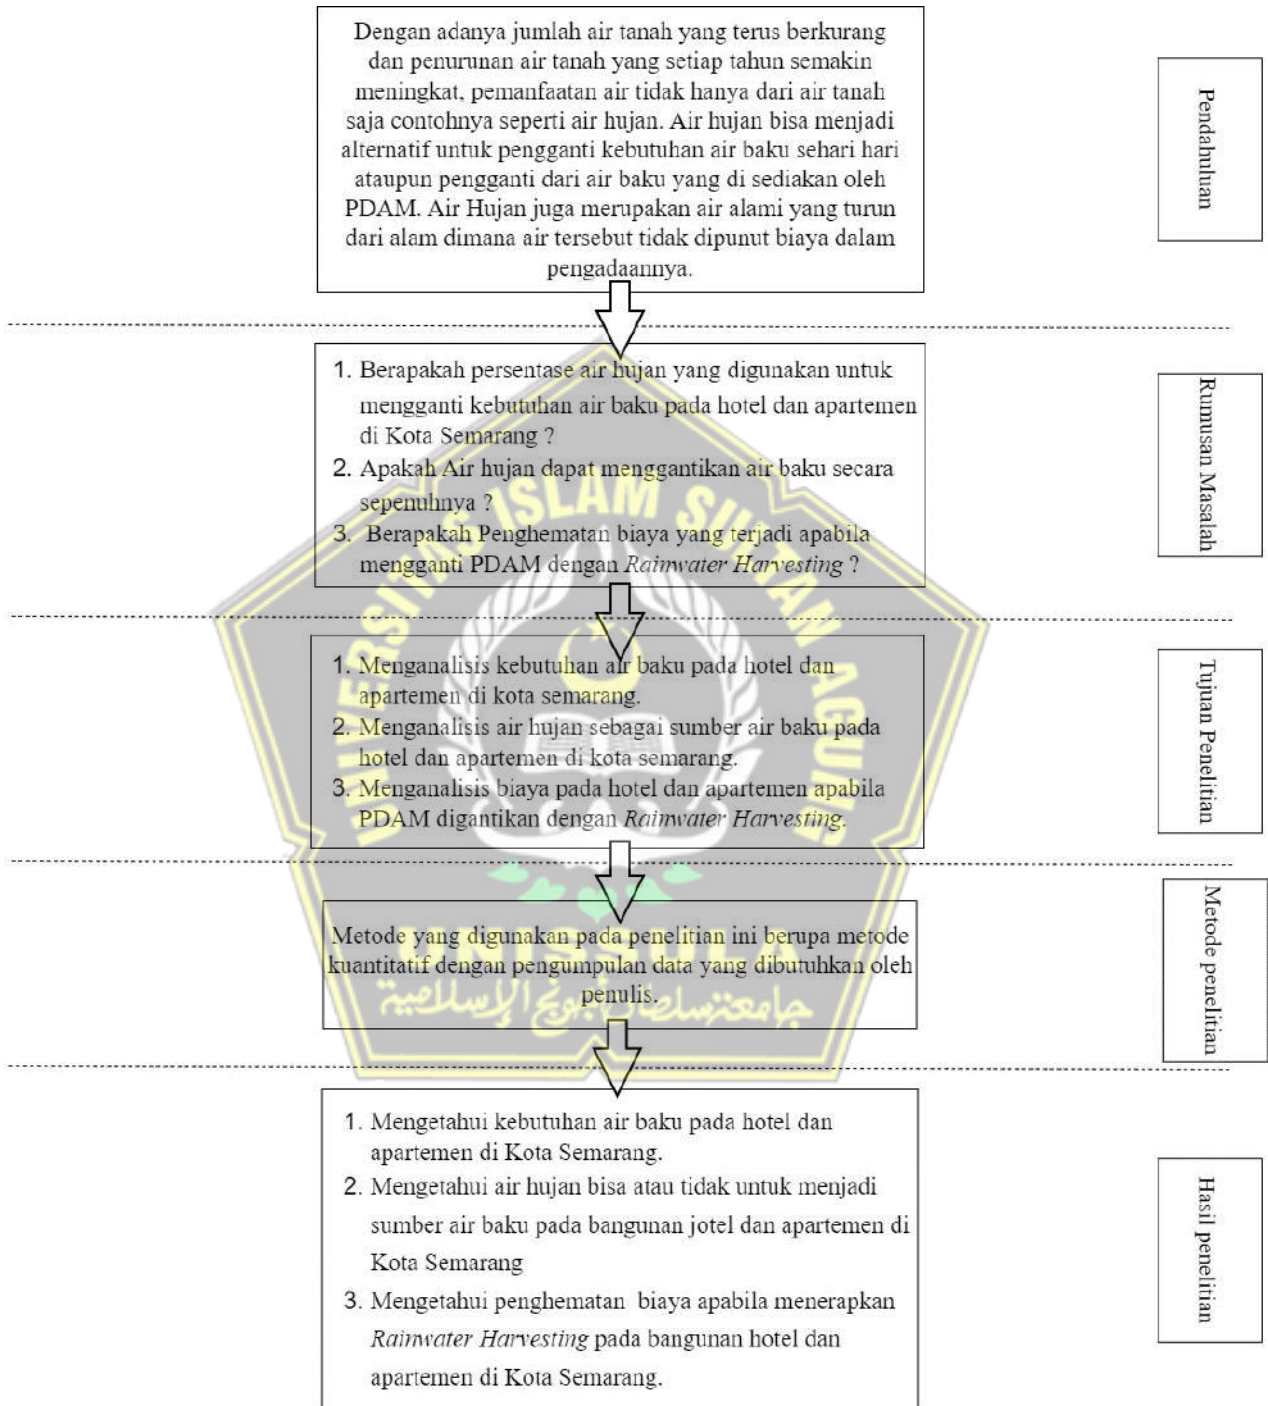 Dengan adanya jumlah air tanah yang terus berkurang
dan penurunan air tanah yang setiap tahun semakin
meningkat, pemanfaatan air tidak hanya dari air tanah
saja contohnya seperti air hujan. Air hujan bisa menjadi
alternatif untuk pengganti kebutuhan air baku sehari hari
ataupun pengganti dari air baku yang di sediakan oleh
PDAM. Air Hujan juga merupakan air alami yang turun
dari alam dimana air tersebut tidak dipunut biaya dalam
pengadaannya.
Pendahuluan
1. Berapakah persentase air hujan yang digunakan untuk
mengganti kebutuhan air baku pada hotel dan apartemen
di Kota Semarang ?
2. Apakah Air hujan dapat menggantikan air baku secara
sepenuhnya ?
3. Berapakah Penghematan biaya yang terjadi apabila
mengganti PDAM dengan Rainwater Harvesting ?
Rumusan Masalah
1. Menganalisis kebutuhan air baku pada hotel dan
apartemen di kota semarang.
2. Menganalisis air hujan sebagai sumber air baku pada
hotel dan apartemen di kota semarang.
3. Menganalisis biaya pada hotel dan apartemen apabila
PDAM digantikan dengan Rainwater Harvesting.
Tujuan Penelitian
Metode yang digunakan pada penelitian ini berupa metode
kuantitatif dengan pengumpulan data yang dibutuhkan oleh
penulis.
Metode penelitian
1. Mengetahui kebutuhan air baku pada hotel dan
apartemen di Kota Semarang.
2. Mengetahui air hujan bisa atau tidak untuk menjadi
sumber air baku pada bangunan jotel dan apartemen di
Kota Semarang
3. Mengetahui penghematan biaya apabila menerapkan
Rainwater Harvesting pada bangunan hotel dan
apartemen di Kota Semarang.
Hasil penelitian
UNIVERSITAS ISLAM SULTAN AGUNG
UNISSULA
جامعة سلطان أجونج الإسلامية